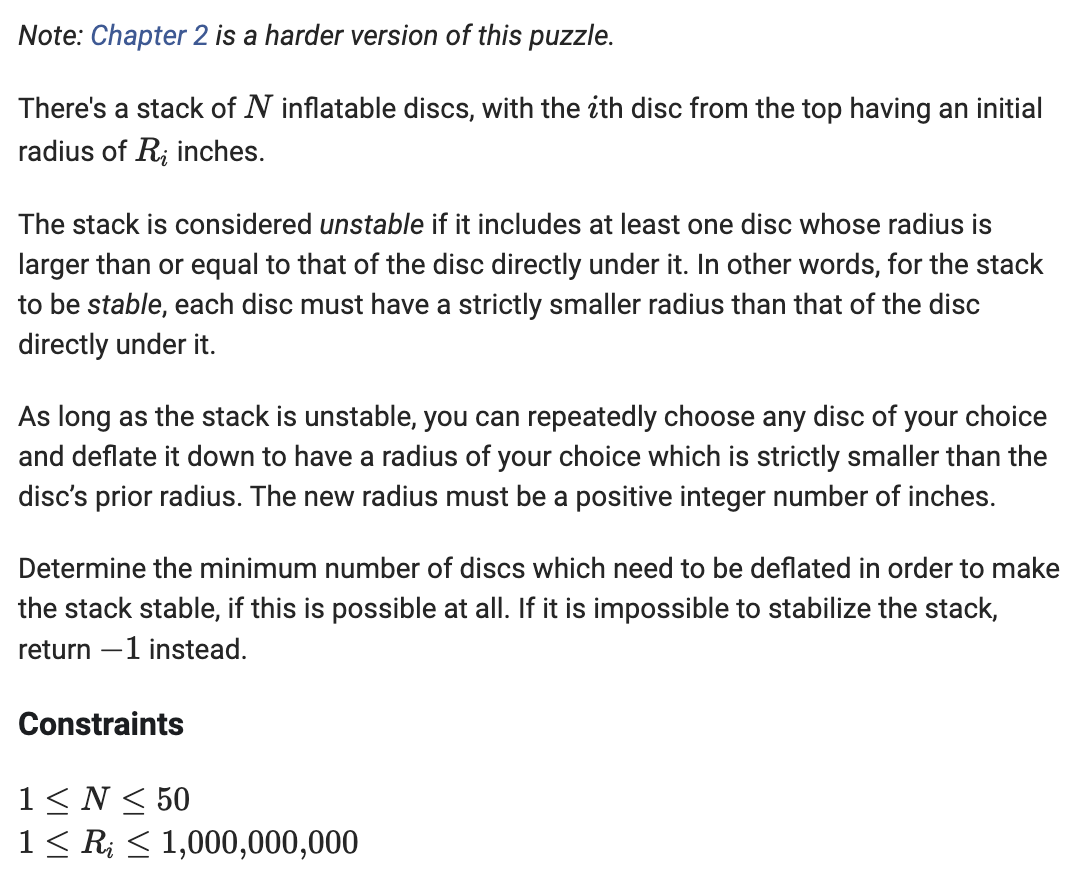 Note: Chapter 2 is a harder version of this puzzle.
There's a stack of N inflatable discs, with the ith disc from the top having an initial
radius of R_i inches.
The stack is considered unstable if it includes at least one disc whose radius is
larger than or equal to that of the disc directly under it. In other words, for the stack
to be stable, each disc must have a strictly smaller radius than that of the disc
directly under it.
As long as the stack is unstable, you can repeatedly choose any disc of your choice
and deflate it down to have a radius of your choice which is strictly smaller than the
disc’s prior radius. The new radius must be a positive integer number of inches.
Determine the minimum number of discs which need to be deflated in order to make
the stack stable, if this is possible at all. If it is impossible to stabilize the stack,
return −1 instead.
Constraints
1 ≤ N ≤ 50
1 ≤ R_i ≤ 1,000,000,000